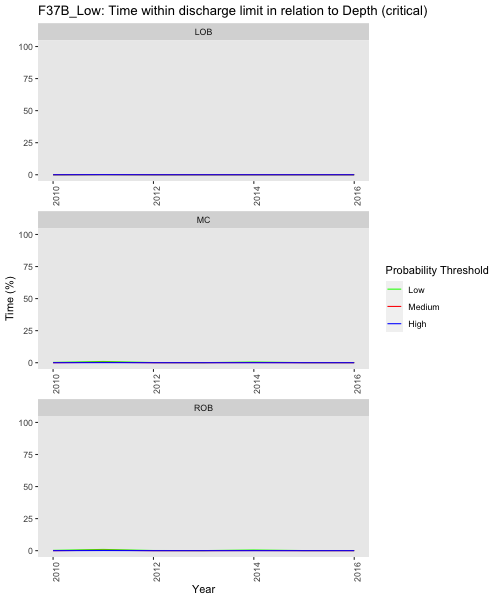 F37B_Low: Time within discharge limit in relation to Depth (critical)
LOB
100
75
50
25
0
2010
2012
2014
2016
MC
100
75
50
25
0
2010
2012
2014
2016
ROB
100
75
50
25
0
2010
2012
2014
2016
Time (%)
Year
Probability Threshold
Low
Medium
High